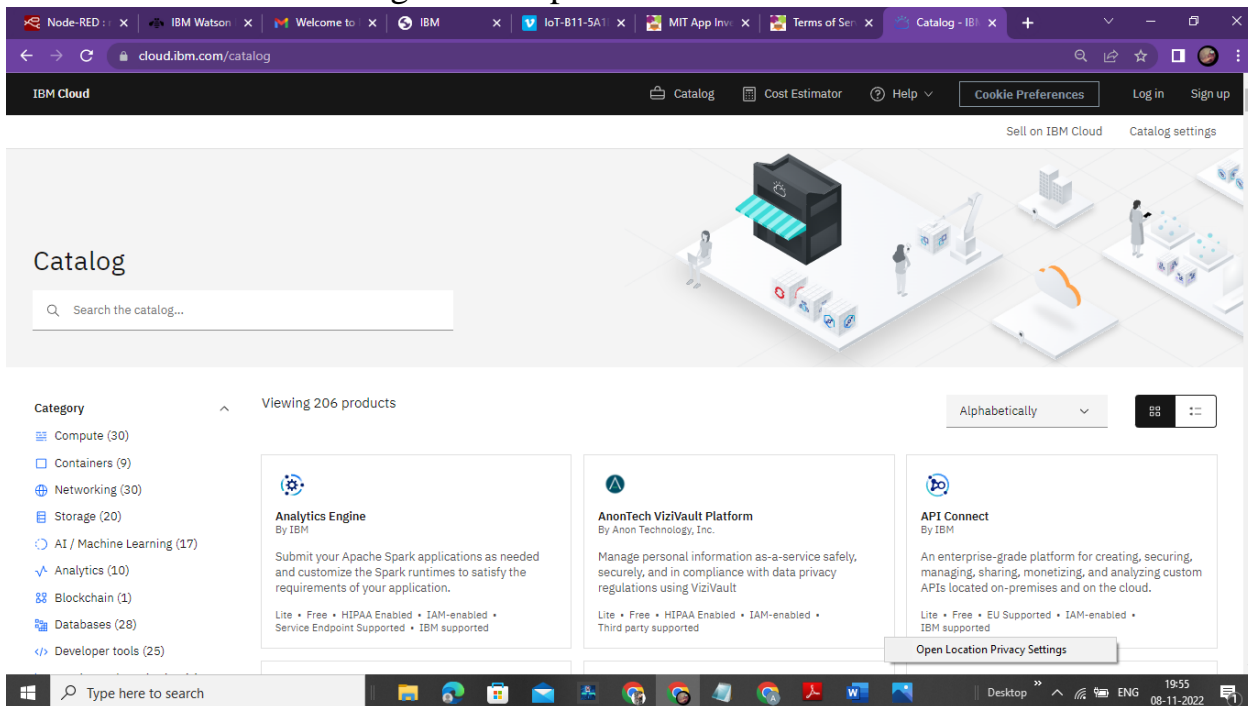 Node-RED :
IBM Watson
Welcome to
IBM
IoT-B11-5A1
MIT App Inve
Terms of Ser
Catalog - IB
cloud.ibm.com/catalog
IBM Cloud
Catalog
Cost Estimator
Help
Cookie Preferences
Log in
Sign up
Sell on IBM Cloud
Catalog settings
Catalog
Search the catalog...
Category
Compute (30)
Containers (9)
Networking (30)
Storage (20)
AI / Machine Learning (17)
Analytics (10)
Blockchain (1)
Databases (28)
Developer tools (25)
Viewing 206 products
Alphabetically
Analytics Engine
By IBM
Submit your Apache Spark applications as needed
and customize the Spark runtimes to satisfy the
requirements of your application.
Lite • Free • HIPAA Enabled • IAM-enabled •
Service Endpoint Supported • IBM supported
AnonTech ViziVault Platform
By Anon Technology, Inc.
Manage personal information as-a-service safely,
securely, and in compliance with data privacy
regulations using ViziVault
Lite • Free • HIPAA Enabled • IAM-enabled •
Third party supported
API Connect
By IBM
An enterprise-grade platform for creating, securing,
managing, sharing, monetizing, and analyzing custom
APIs located on-premises and on the cloud.
Lite • Free • EU Supported • IAM-enabled •
IBM supported
Open Location Privacy Settings
Type here to search
Desktop
ENG
19:55
08-11-2022